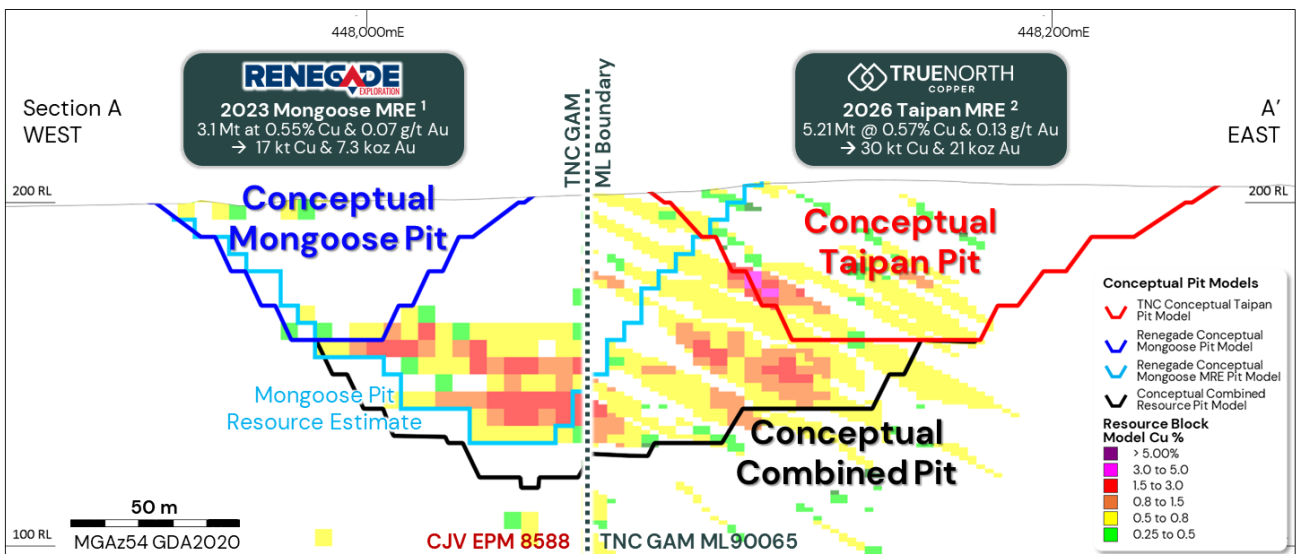 448,000mE
448,200mE
Section A
WEST
RENEGADE
EXPLORATION
2023 Mongoose MRE 1
3.1 Mt at 0.55% Cu & 0.07 g/t Au
→ 17 kt Cu & 7.3 koz Au
TNC GAM
ML Boundary
TRUENORTH
COPPER
2026 Taipan MRE 2
5.21 Mt @ 0.57% Cu & 0.13 g/t Au
→ 30 kt Cu & 21 koz Au
A'
EAST
200 RL
200 RL
Conceptual
Mongoose Pit
Conceptual
Taipan Pit
Mongoose Pit
Resource Estimate
Conceptual
Combined Pit
Conceptual Pit Models
TNC Conceptual Taipan
Pit Model
Renegade Conceptual
Mongoose Pit Model
Renegade Conceptual
Mongoose MRE Pit Model
Conceptual Combined
Resource Pit Model
Resource Block
Model Cu %
> 5.00%
3.0 to 5.0
1.5 to 3.0
0.8 to 1.5
0.5 to 0.8
0.25 to 0.5
50 m
MGAz54 GDA2020
100 RL
100 RL
CJV EPM 8588
TNC GAM ML90065